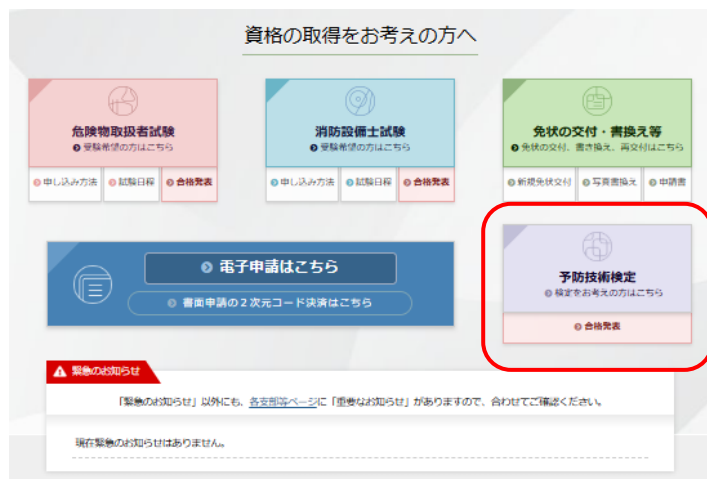 資格の取得をお考えの方へ
危険物取扱者試験
受験希望の方はこちら
申し込み方法
試験日程
合格発表
消防設備士試験
受験希望の方はこちら
申し込み方法
試験日程
合格発表
免状の交付・書換え等
免状の交付、書き換え、再交付はこちら
新規免状交付
写真書換え
申請書
電子申請はこちら
書面申請の2次元コード決済はこちら
予防技術検定
検定をお考えの方はこちら
合格発表
緊急のお知らせ
「緊急のお知らせ」以外にも、各支部等ページに「重要なお知らせ」がありますので、合わせてご確認ください。
現在緊急のお知らせはありません。